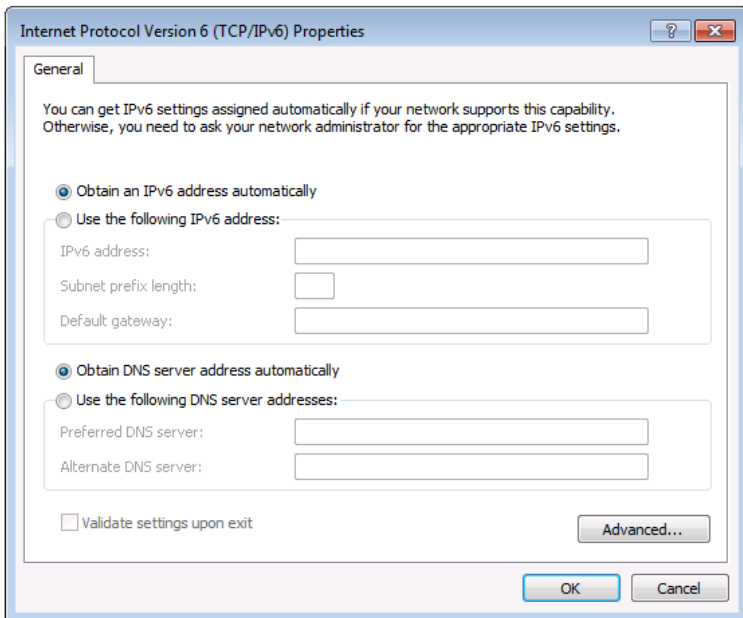 Internet Protocol Version 6 (TCP/IPv6) Properties
General
You can get IPv6 settings assigned automatically if your network supports this capability.
Otherwise, you need to ask your network administrator for the appropriate IPv6 settings.
Obtain an IPv6 address automatically
Use the following IPv6 address:
IPv6 address:
Subnet prefix length:
Default gateway:
Obtain DNS server address automatically
Use the following DNS server addresses:
Preferred DNS server:
Alternate DNS server:
Validate settings upon exit
Advanced...
OK Cancel